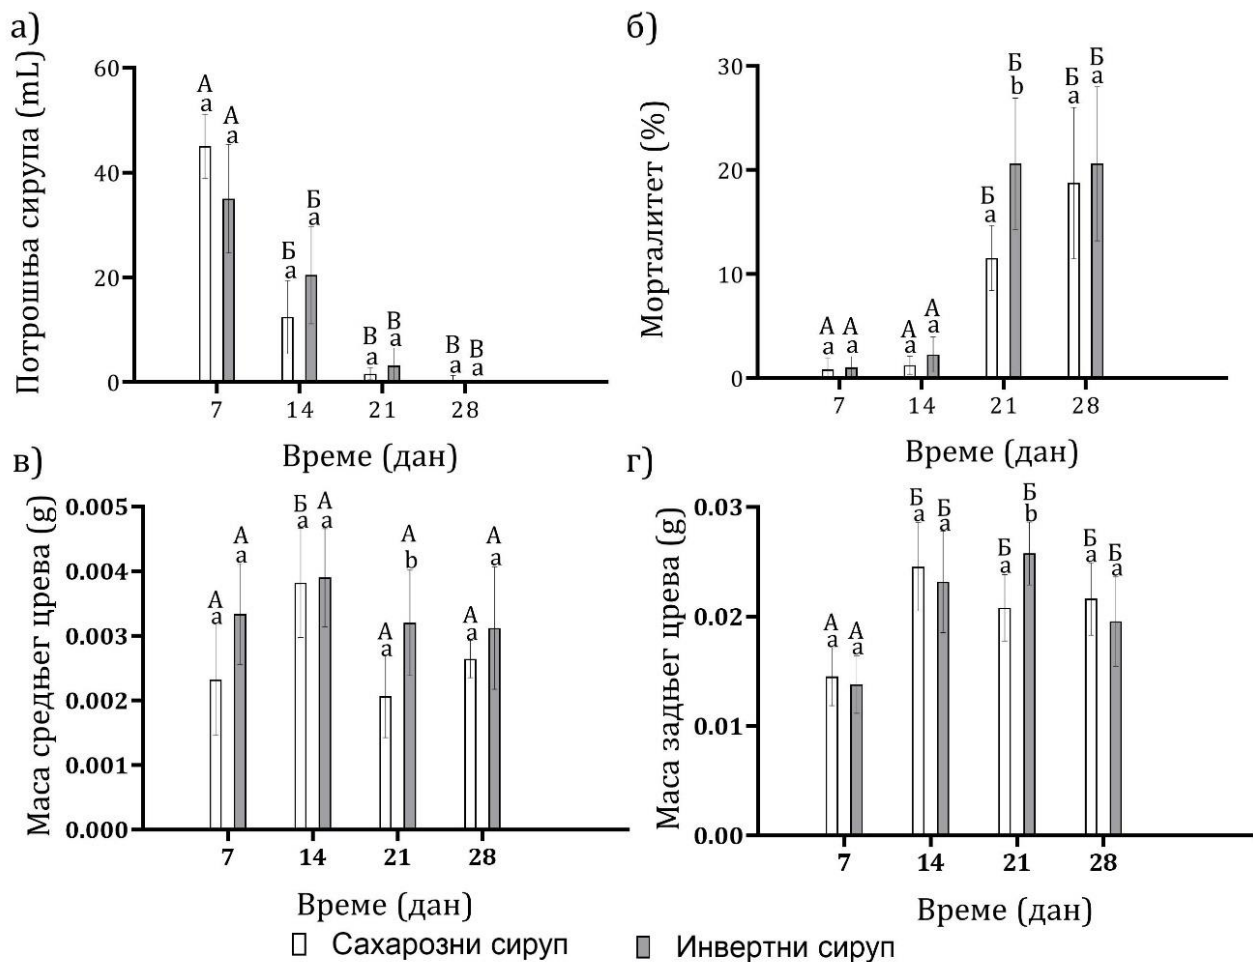 а)
Потрошња сирупа (mL)
60
40
20
0
А
а
А
а
Б
а
Б
а
В
а
В
а
В
а
В
а
7 14 21 28
Време (дан)
б)
Морталитет (%)
30
20
10
0
А
а
А
а
А
а
А
а
Б
а
Б
b
Б
а
Б
а
7 14 21 28
Време (дан)
в)
Маса средњег црева (g)
0.005
0.004
0.003
0.002
0.001
0.000
А
а
А
а
Б
а
А
а
А
а
А
b
А
а
А
а
7 14 21 28
Време (дан)
г)
Маса задњег црева (g)
0.03
0.02
0.01
0.00
А
а
А
а
Б
а
Б
а
Б
а
Б
b
Б
а
Б
а
7 14 21 28
Време (дан)
Сахарозни сируп Инвертни сируп